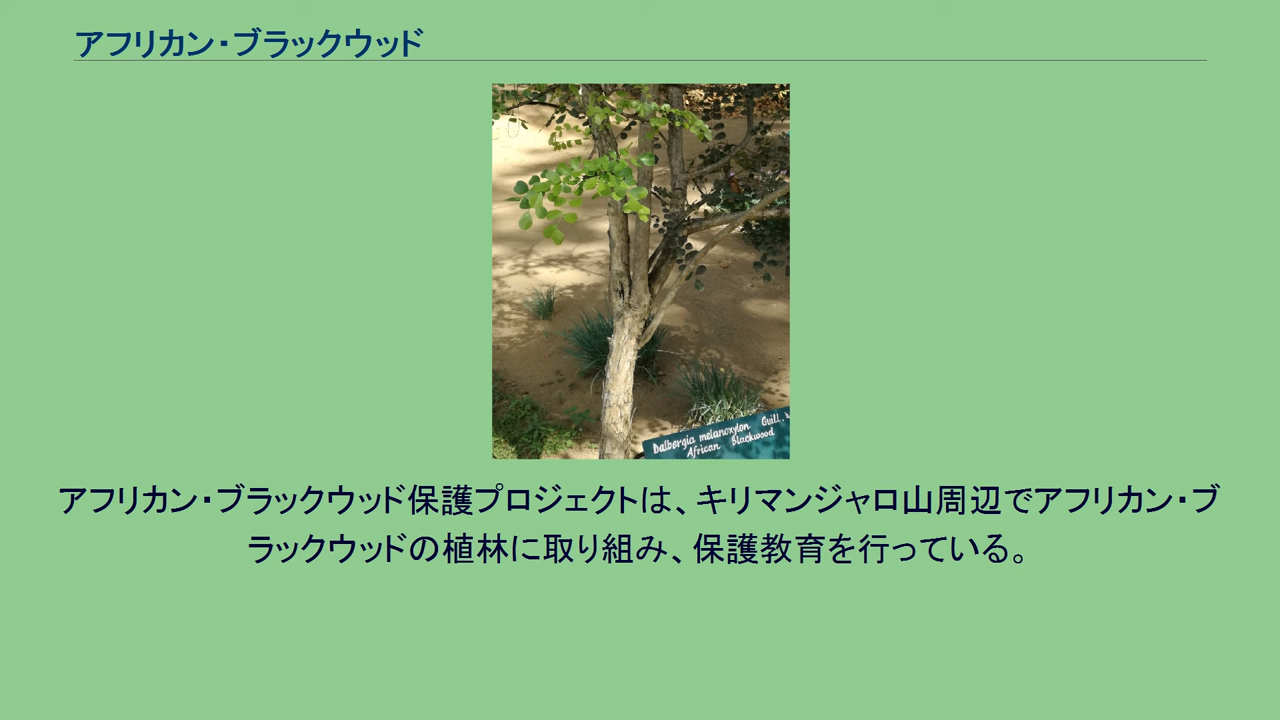 アフリカン・ブラックウッド
Dalbergia melanoxylon Guill.
African Blackwood
アフリカン・ブラックウッド保護プロジェクトは、キリマンジャロ山周辺でアフリカン・ブ
ラックウッドの植林に取り組み、保護教育を行っている。